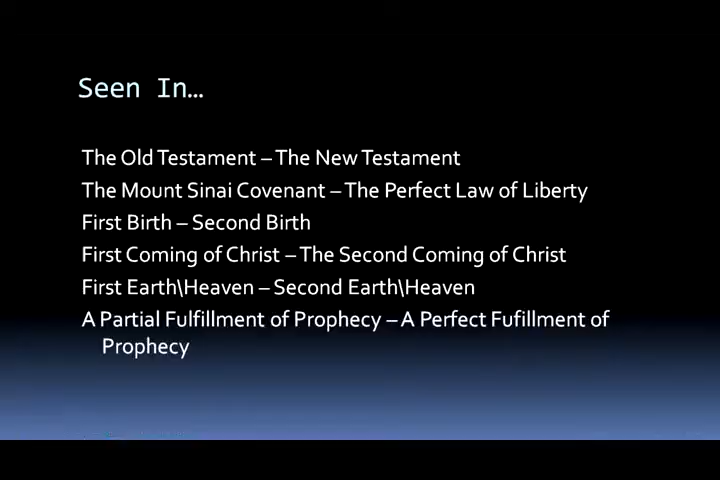 Seen In…
The Old Testament – The New Testament
The Mount Sinai Covenant – The Perfect Law of Liberty
First Birth – Second Birth
First Coming of Christ – The Second Coming of Christ
First Earth\Heaven – Second Earth\Heaven
A Partial Fulfillment of Prophecy – A Perfect Fufillment of
Prophecy